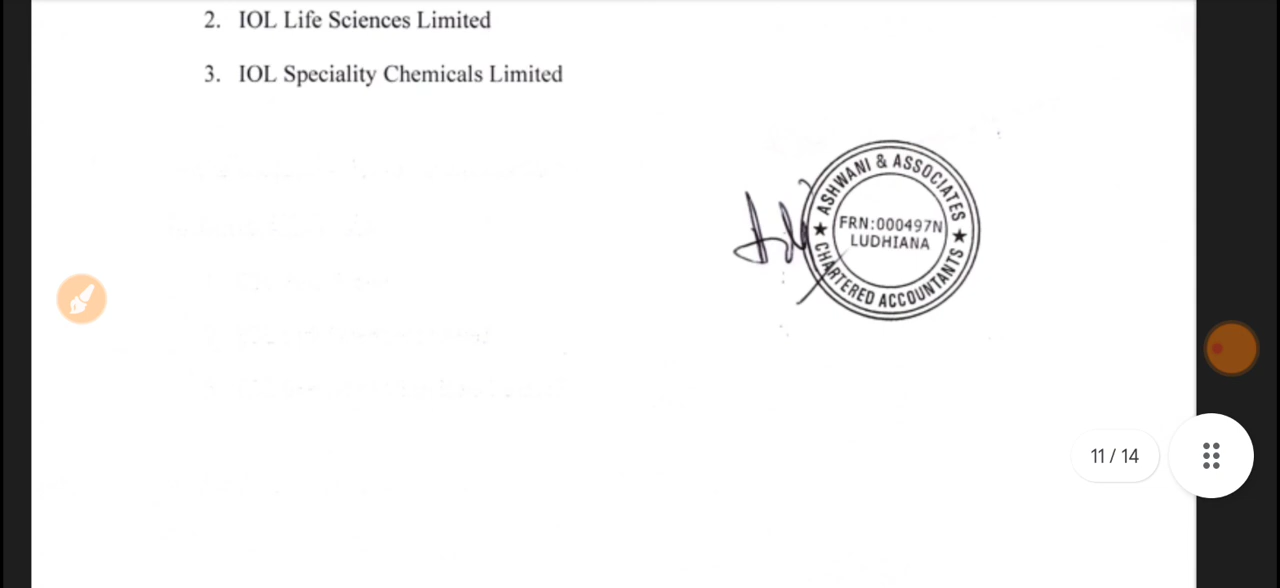 2. IOL Life Sciences Limited
3. IOL Speciality Chemicals Limited
★ ASHWANI & ASSOCIATES ★
FRN:000497N
LUDHIANA
CHARTERED ACCOUNTANTS
11 / 14